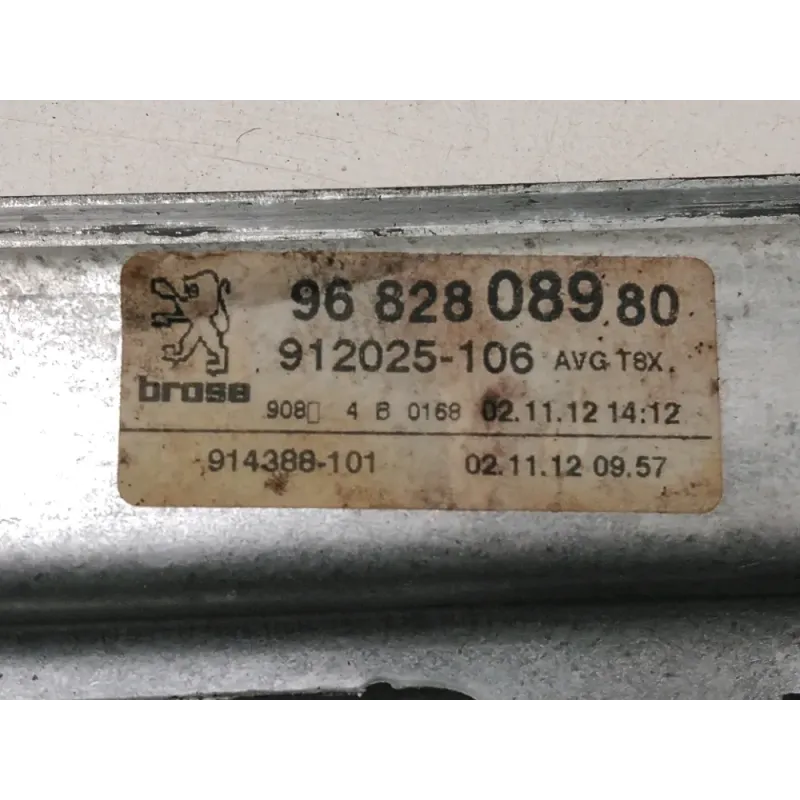 96 828 089 80
912025-106 AVG T8X
brose
908 4 B 0168 02.11.12 14:12
914388-101 02.11.12 09.57